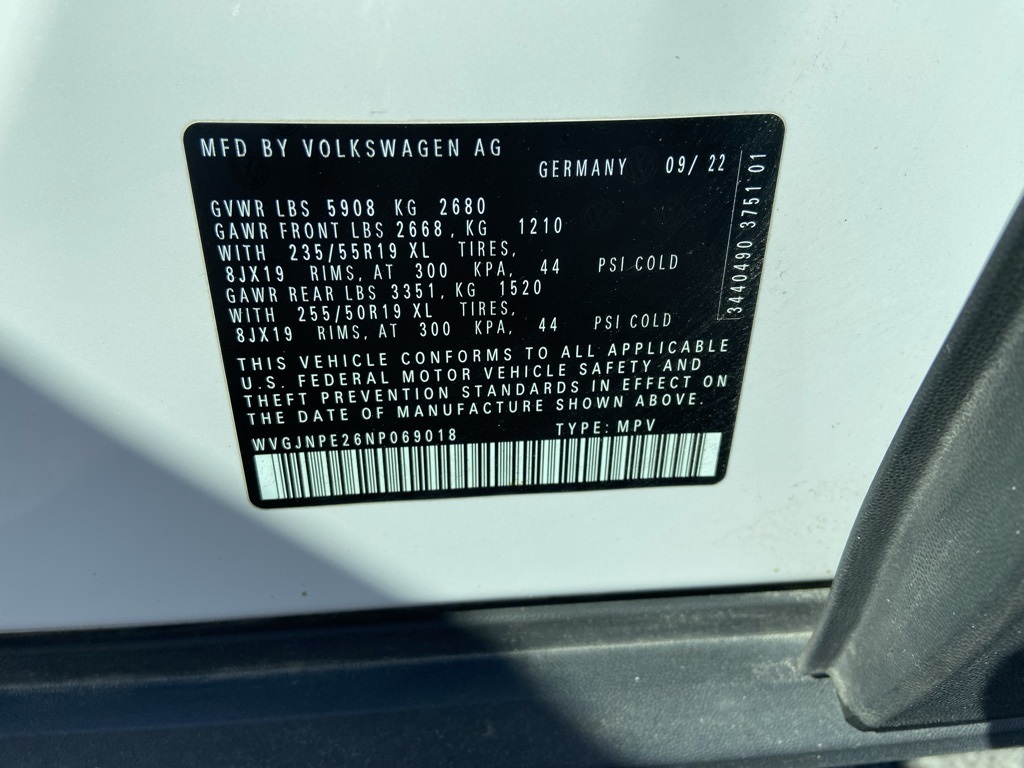 MFD BY VOLKSWAGEN AG
GERMANY 09/ 22
GVWR LBS 5908 KG 2680
GAWR FRONT LBS 2668, KG 1210
WITH 235/55R19 XL TIRES,
8JX19 RIMS, AT 300 KPA, 44 PSI COLD
GAWR REAR LBS 3351, KG 1520
WITH 255/50R19 XL TIRES,
8JX19 RIMS, AT 300 KPA, 44 PSI COLD
THIS VEHICLE CONFORMS TO ALL APPLICABLE
U.S. FEDERAL MOTOR VEHICLE SAFETY AND
THEFT PREVENTION STANDARDS IN EFFECT ON
THE DATE OF MANUFACTURE SHOWN ABOVE.
WVGJNPE26NP069018 TYPE: MPV
3440490 3751 01